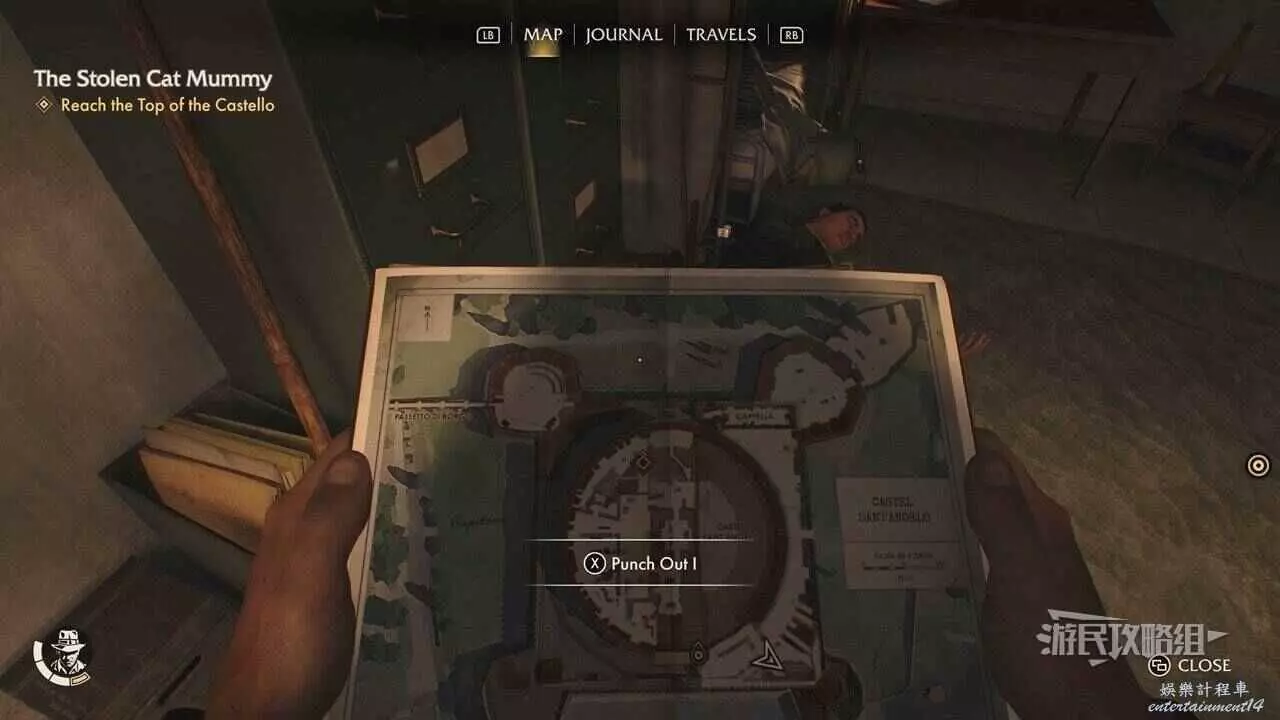 LB MAP JOURNAL TRAVELS RB
The Stolen Cat Mummy
Reach the Top of the Castello
CAPPELLA
CASTEL
SANT'ANGELO
X Punch Out I
游民攻略组
CLOSE
娛樂計程車
entertainment14